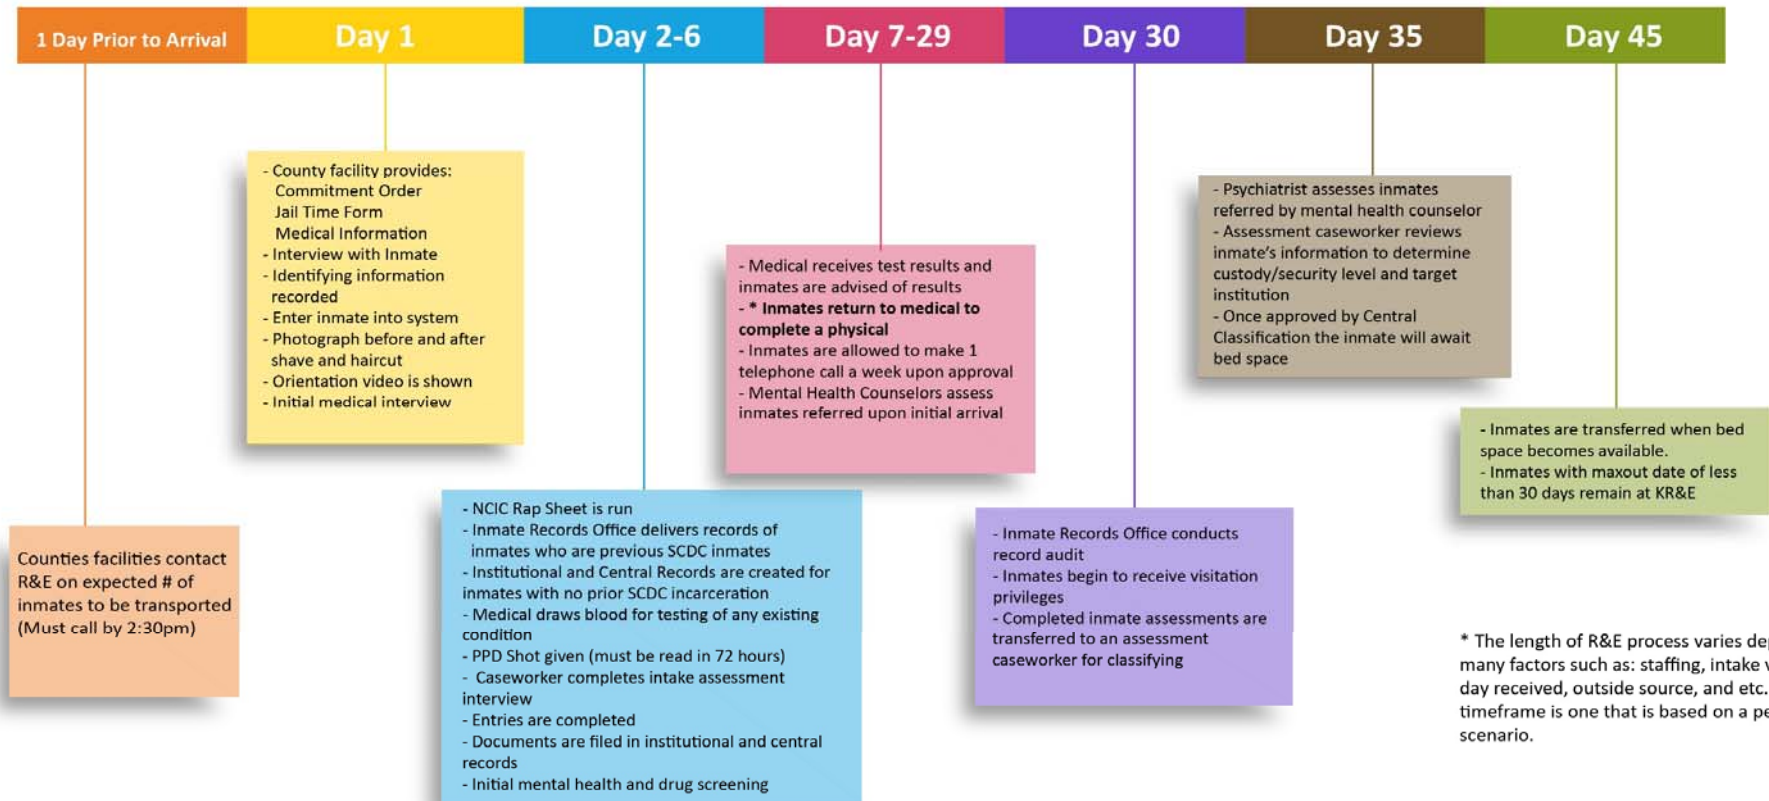 1 Day Prior to Arrival
Day 1
Day 2-6
Day 7-29
Day 30
Day 35
Day 45
Counties facilities contact
R&E on expected # of
inmates to be transported
(Must call by 2:30pm)
- County facility provides:
Commitment Order
Jail Time Form
Medical Information
- Interview with Inmate
- Identifying information
recorded
- Enter inmate into system
- Photograph before and after
shave and haircut
- Orientation video is shown
- Initial medical interview
- NCIC Rap Sheet is run
- Inmate Records Office delivers records of
inmates who are previous SCDC inmates
- Institutional and Central Records are created for
inmates with no prior SCDC incarceration
- Medical draws blood for testing of any existing
condition
- PPD Shot given (must be read in 72 hours)
- Caseworker completes intake assessment
interview
- Entries are completed
- Documents are filed in institutional and central
records
- Initial mental health and drug screening
- Medical receives test results and
inmates are advised of results
- * Inmates return to medical to
complete a physical
- Inmates are allowed to make 1
telephone call a week upon approval
- Mental Health Counselors assess
inmates referred upon initial arrival
- Inmate Records Office conducts
record audit
- Inmates begin to receive visitation
privileges
- Completed inmate assessments are
transferred to an assessment
caseworker for classifying
- Psychiatrist assesses inmates
referred by mental health counselor
- Assessment caseworker reviews
inmate's information to determine
custody/security level and target
institution
- Once approved by Central
Classification the inmate will await
bed space
- Inmates are transferred when bed
space becomes available.
- Inmates with maxout date of less
than 30 days remain at KR&E
* The length of R&E process varies
many factors such as: staffing, intake
day received, outside source, and etc.
timeframe is one that is based on a
scenario.